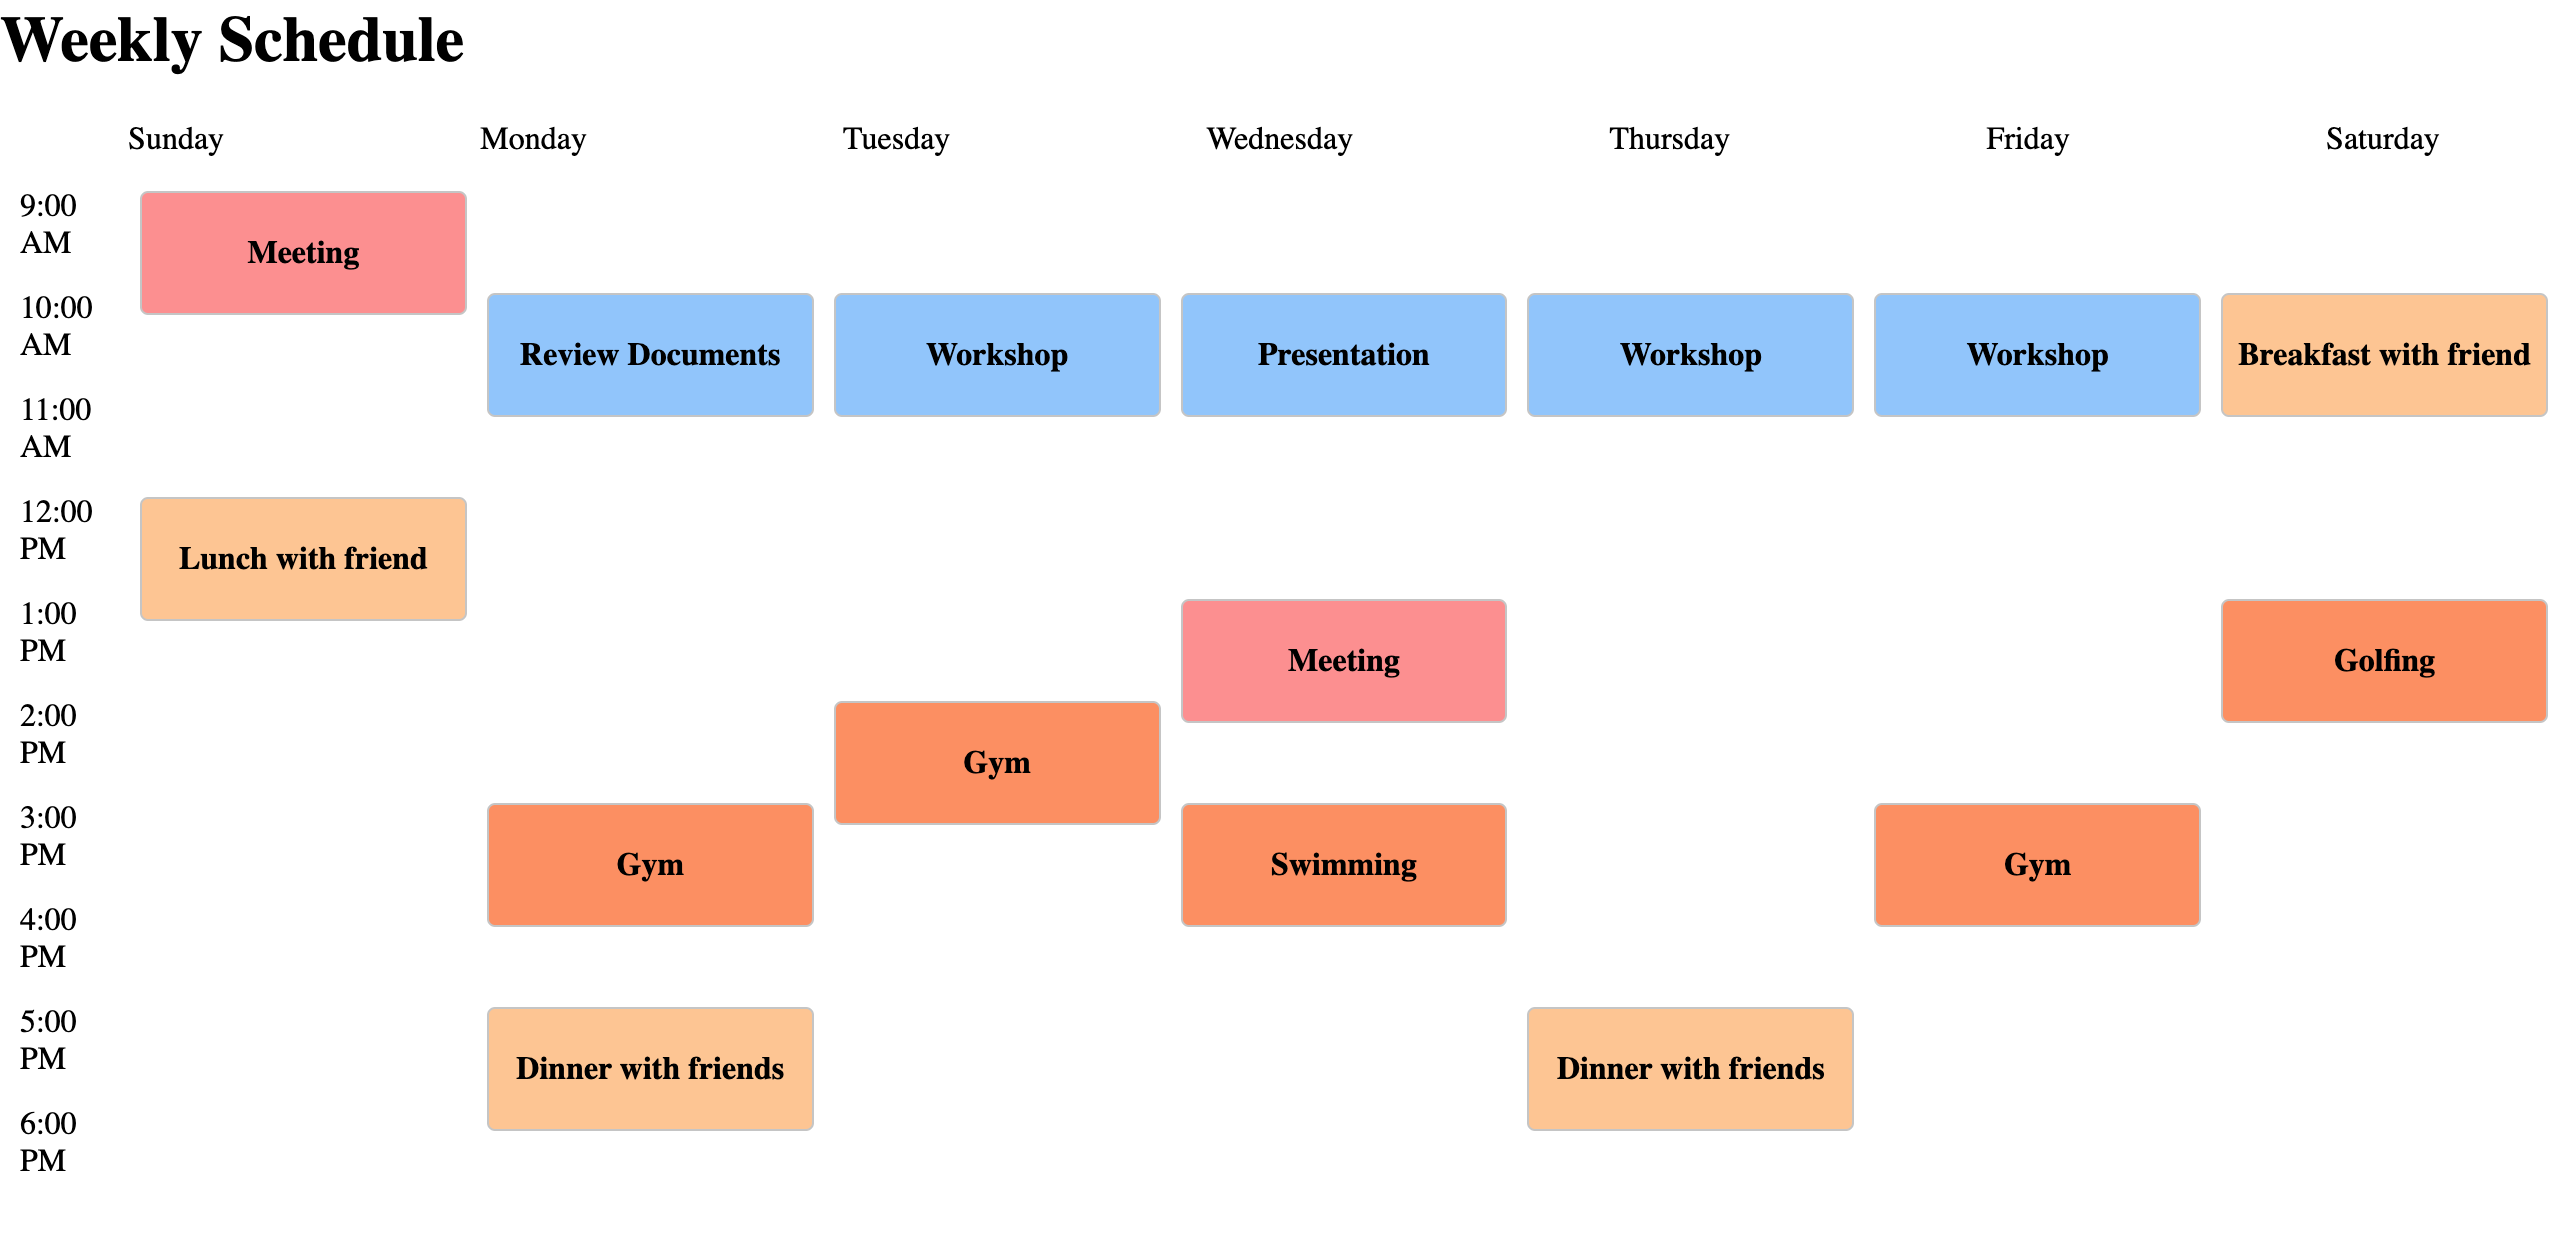 Weekly Schedule
Sunday Monday Tuesday Wednesday Thursday Friday Saturday
9:00
AM
Meeting
10:00
AM
Review Documents Workshop Presentation Workshop Workshop Breakfast with friend
11:00
AM
12:00
PM
Lunch with friend
1:00
PM
Meeting Golfing
2:00
PM
Gym
3:00
PM
Gym Swimming Gym
4:00
PM
5:00
PM
Dinner with friends Dinner with friends
6:00
PM